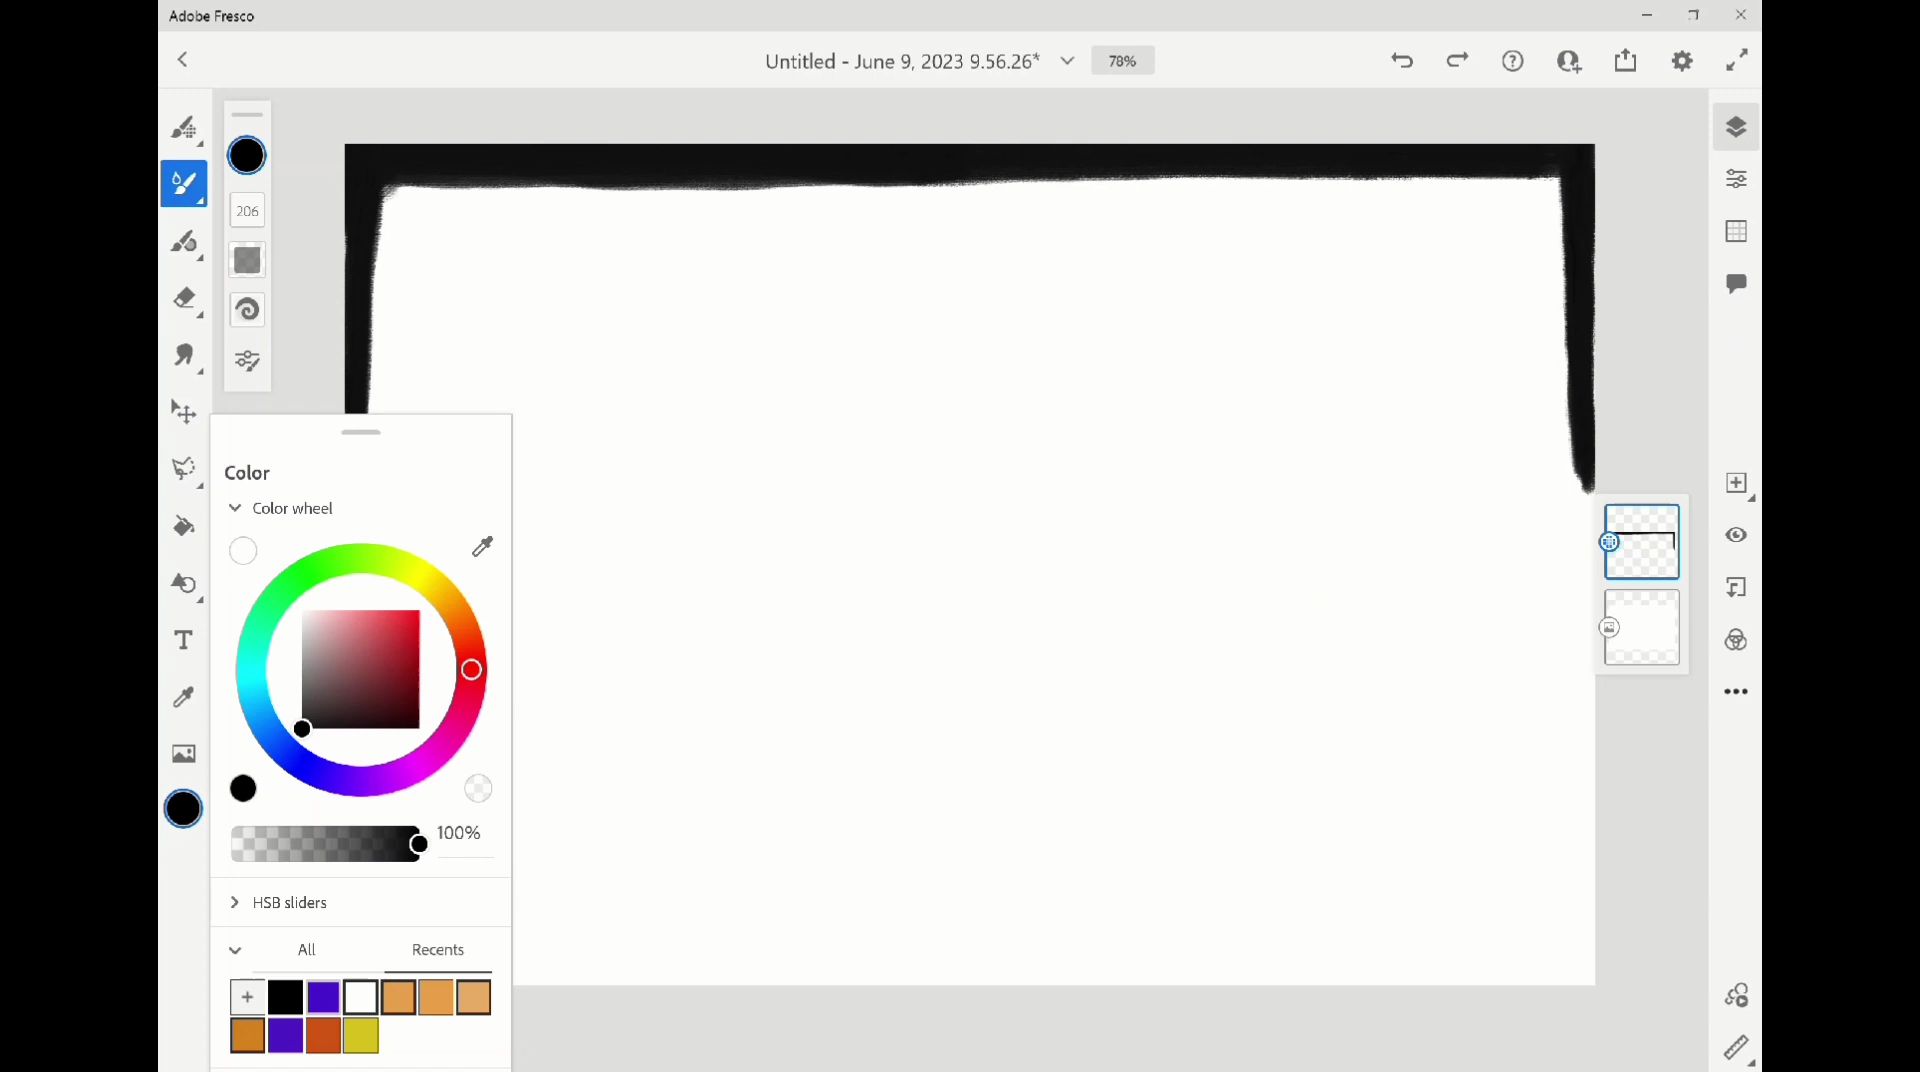 Adobe Fresco
Untitled - June 9, 2023 9.56.26*
78%
206
Color
Color wheel
100%
HSB sliders
All
Recents